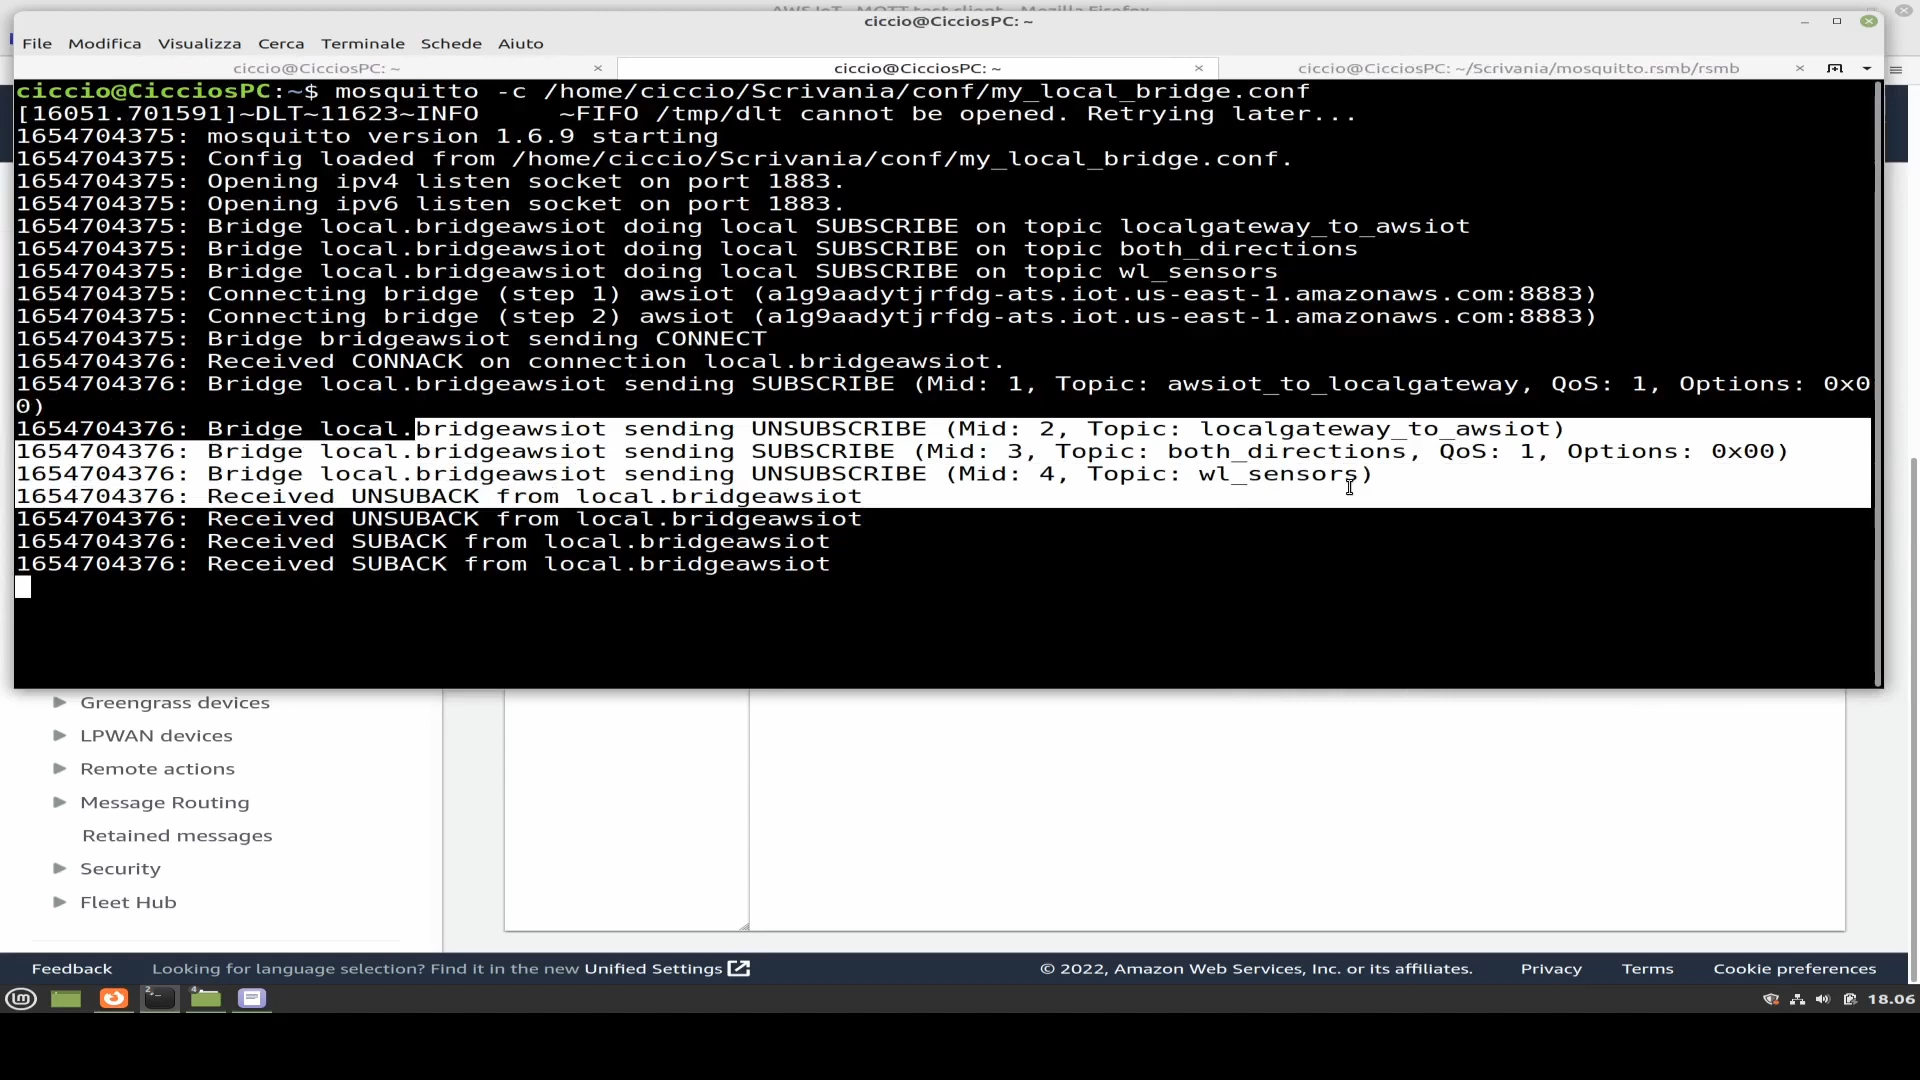 AWS IoT - MQTT test client - Mozilla Firefox
ciccio@CicciosPC: ~
File Modifica Visualizza Cerca Terminale Schede Aiuto
ciccio@CicciosPC: ~ ciccio@CicciosPC: ~ ciccio@CicciosPC: ~/Scrivania/mosquitto.rsmb/rsmb
ciccio@CicciosPC:~$ mosquitto -c /home/ciccio/Scrivania/conf/my_local_bridge.conf
[16051.701591]~DLT~11623~INFO     ~FIFO /tmp/dlt cannot be opened. Retrying later...
1654704375: mosquitto version 1.6.9 starting
1654704375: Config loaded from /home/ciccio/Scrivania/conf/my_local_bridge.conf.
1654704375: Opening ipv4 listen socket on port 1883.
1654704375: Opening ipv6 listen socket on port 1883.
1654704375: Bridge local.bridgeawsiot doing local SUBSCRIBE on topic localgateway_to_awsiot
1654704375: Bridge local.bridgeawsiot doing local SUBSCRIBE on topic both_directions
1654704375: Bridge local.bridgeawsiot doing local SUBSCRIBE on topic wl_sensors
1654704375: Connecting bridge (step 1) awsiot (a1g9aadytjrfdg-ats.iot.us-east-1.amazonaws.com:8883)
1654704375: Connecting bridge (step 2) awsiot (a1g9aadytjrfdg-ats.iot.us-east-1.amazonaws.com:8883)
1654704375: Bridge bridgeawsiot sending CONNECT
1654704376: Received CONNACK on connection local.bridgeawsiot.
1654704376: Bridge local.bridgeawsiot sending SUBSCRIBE (Mid: 1, Topic: awsiot_to_localgateway, QoS: 1, Options: 0x0
0)
1654704376: Bridge local.bridgeawsiot sending UNSUBSCRIBE (Mid: 2, Topic: localgateway_to_awsiot)
1654704376: Bridge local.bridgeawsiot sending SUBSCRIBE (Mid: 3, Topic: both_directions, QoS: 1, Options: 0x00)
1654704376: Bridge local.bridgeawsiot sending UNSUBSCRIBE (Mid: 4, Topic: wl_sensors)
1654704376: Received UNSUBACK from local.bridgeawsiot
1654704376: Received UNSUBACK from local.bridgeawsiot
1654704376: Received SUBACK from local.bridgeawsiot
1654704376: Received SUBACK from local.bridgeawsiot
Greengrass devices
LPWAN devices
Remote actions
Message Routing
Retained messages
Security
Fleet Hub
Feedback Looking for language selection? Find it in the new Unified Settings © 2022, Amazon Web Services, Inc. or its affiliates. Privacy Terms Cookie preferences
18.06